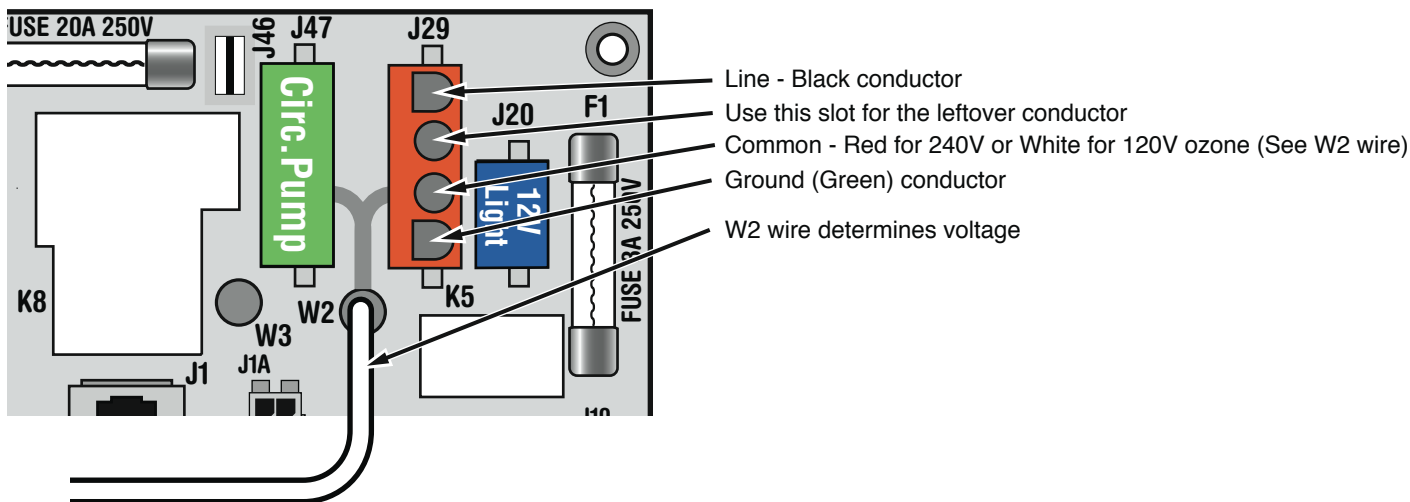 FUSE 20A 250V
J46
J47
J29
Circ.Pump
J20
12V
Light
F1
FUSE 3A 250V
K8
W3
W2
K5
J1
J1A
Line - Black conductor
Use this slot for the leftover conductor
Common - Red for 240V or White for 120V ozone (See W2 wire)
Ground (Green) conductor
W2 wire determines voltage